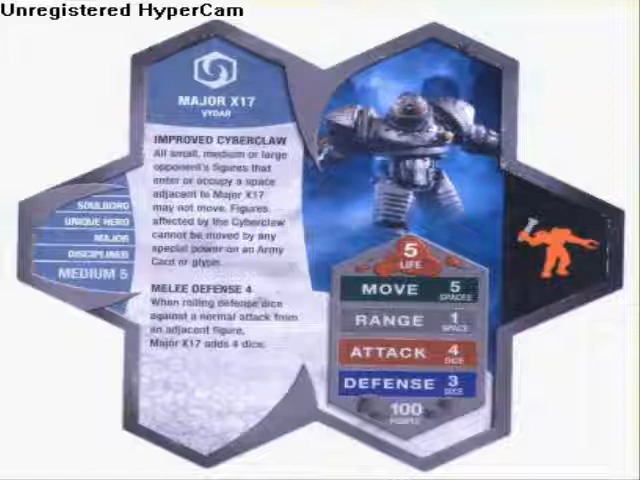 Unregistered HyperCam
MAJOR X17
VYDAR
IMPROVED CYBERCLAW
All small, medium or large
opponent's figures that
enter or occupy a space
adjacent to Major X17
may not move. Figures
affected by the Cyberclaw
cannot be moved by any
special power on an Army
Card or glyph.
MELEE DEFENSE 4
When rolling defense dice
against a normal attack from
an adjacent figure,
Major X17 adds 4 dice.
SOULBORG
UNIQUE HERO
MAJOR
DISCIPLINED
MEDIUM 5
5
LIFE
MOVE 5
SPACES
RANGE 1
SPACE
ATTACK 4
DICE
DEFENSE 3
DICE
100
POINTS